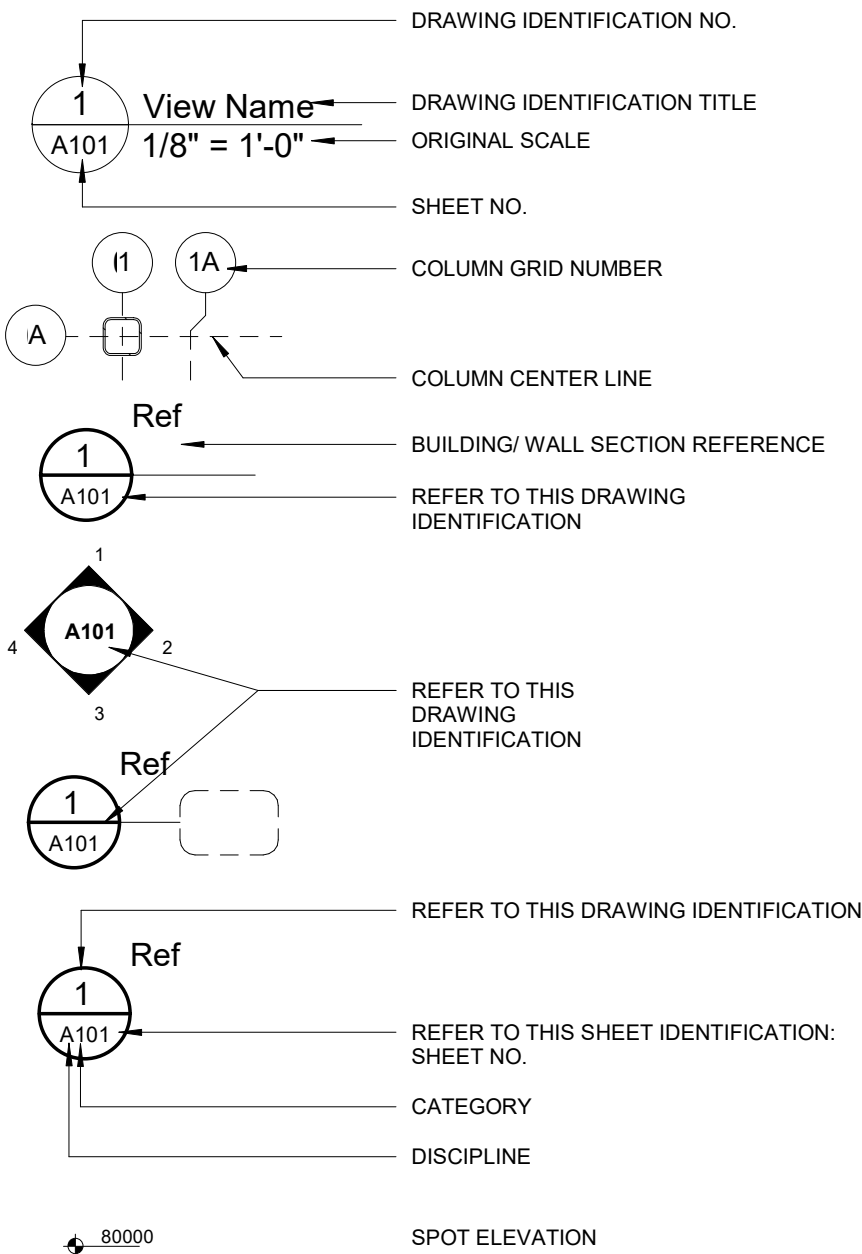 DRAWING IDENTIFICATION NO.
1
View Name
DRAWING IDENTIFICATION TITLE
A101
1/8" = 1'-0"
ORIGINAL SCALE
SHEET NO.
1
1A
COLUMN GRID NUMBER
A
COLUMN CENTER LINE
Ref
BUILDING/ WALL SECTION REFERENCE
1
A101
REFER TO THIS DRAWING
IDENTIFICATION
1
A101
4
2
3
REFER TO THIS
DRAWING
IDENTIFICATION
Ref
1
A101
REFER TO THIS DRAWING IDENTIFICATION
Ref
1
A101
REFER TO THIS SHEET IDENTIFICATION:
SHEET NO.
CATEGORY
DISCIPLINE
80000
SPOT ELEVATION